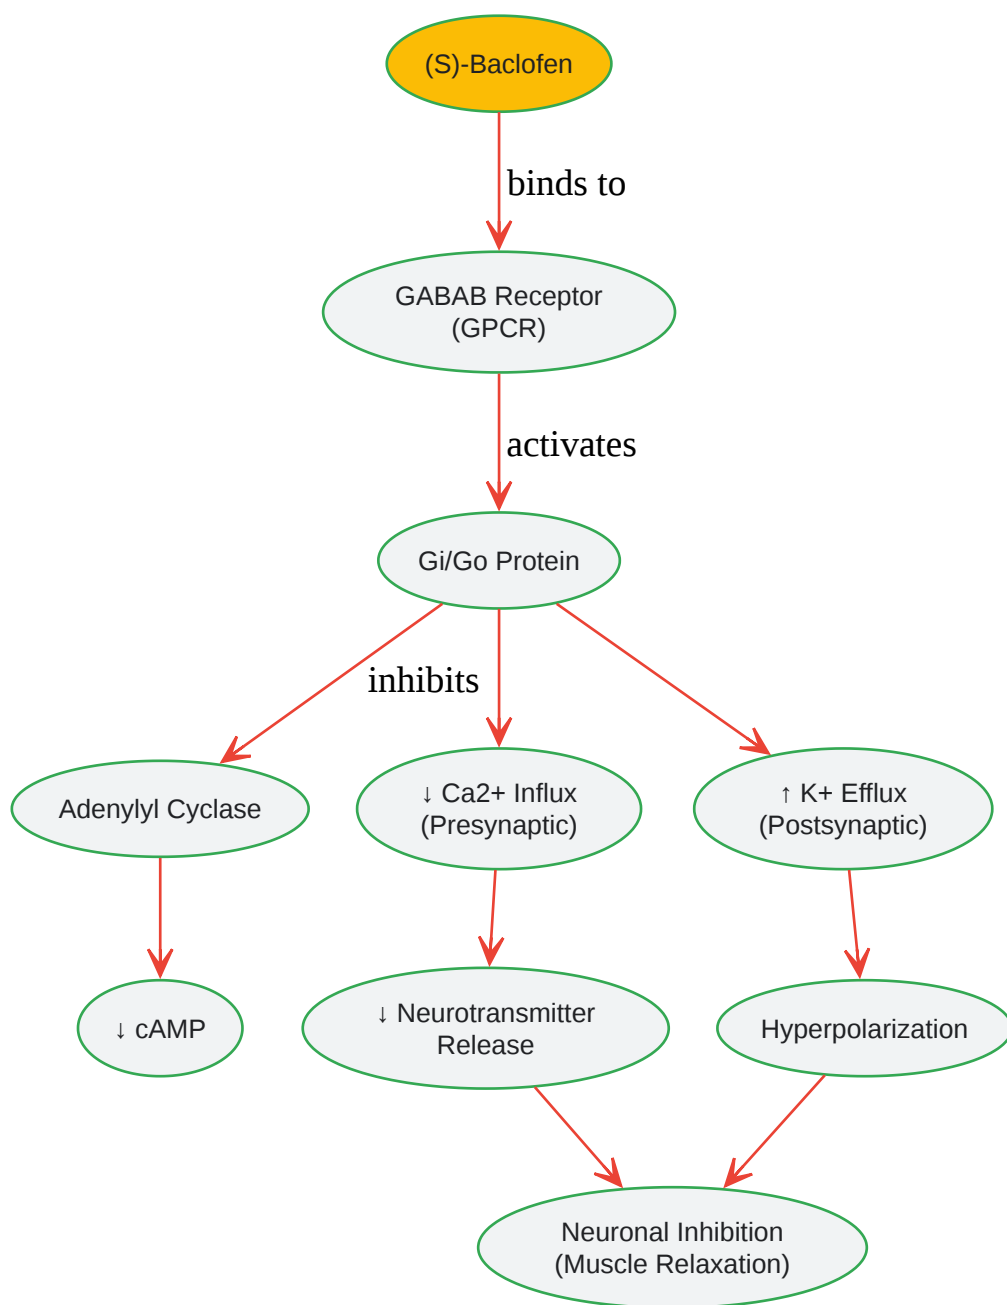 (S)-Baclofen
binds to
GABAB Receptor
(GPCR)
activates
Gi/Go Protein
inhibits
Adenylyl Cyclase
↓ Ca2+ Influx
(Presynaptic)
↑ K+ Efflux
(Postsynaptic)
↓ cAMP
↓ Neurotransmitter
Release
Hyperpolarization
Neuronal Inhibition
(Muscle Relaxation)